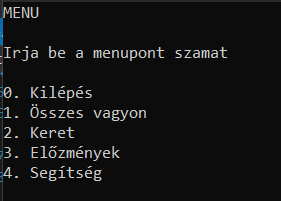 MENU
Irja be a menupont szamat
0. Kilépés
1. Összes vagyon
2. Keret
3. Előzmények
4. Segítség